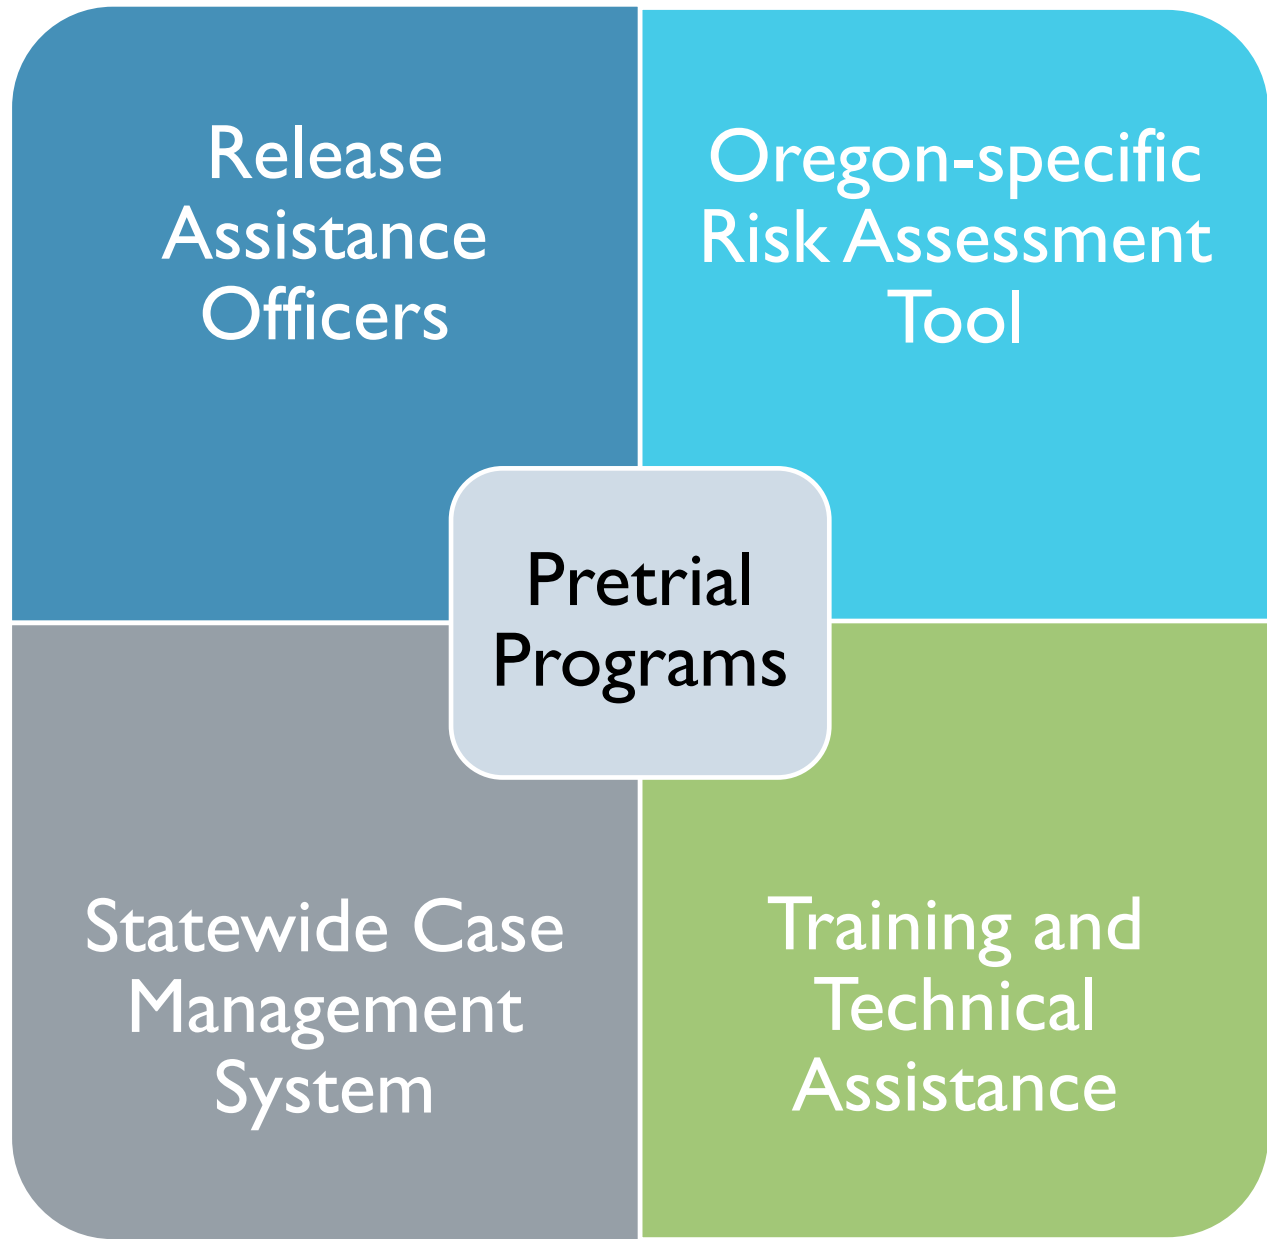 Release
Assistance
Officers
Oregon-specific
Risk Assessment
Tool
Pretrial
Programs
Statewide Case
Management
System
Training and
Technical
Assistance